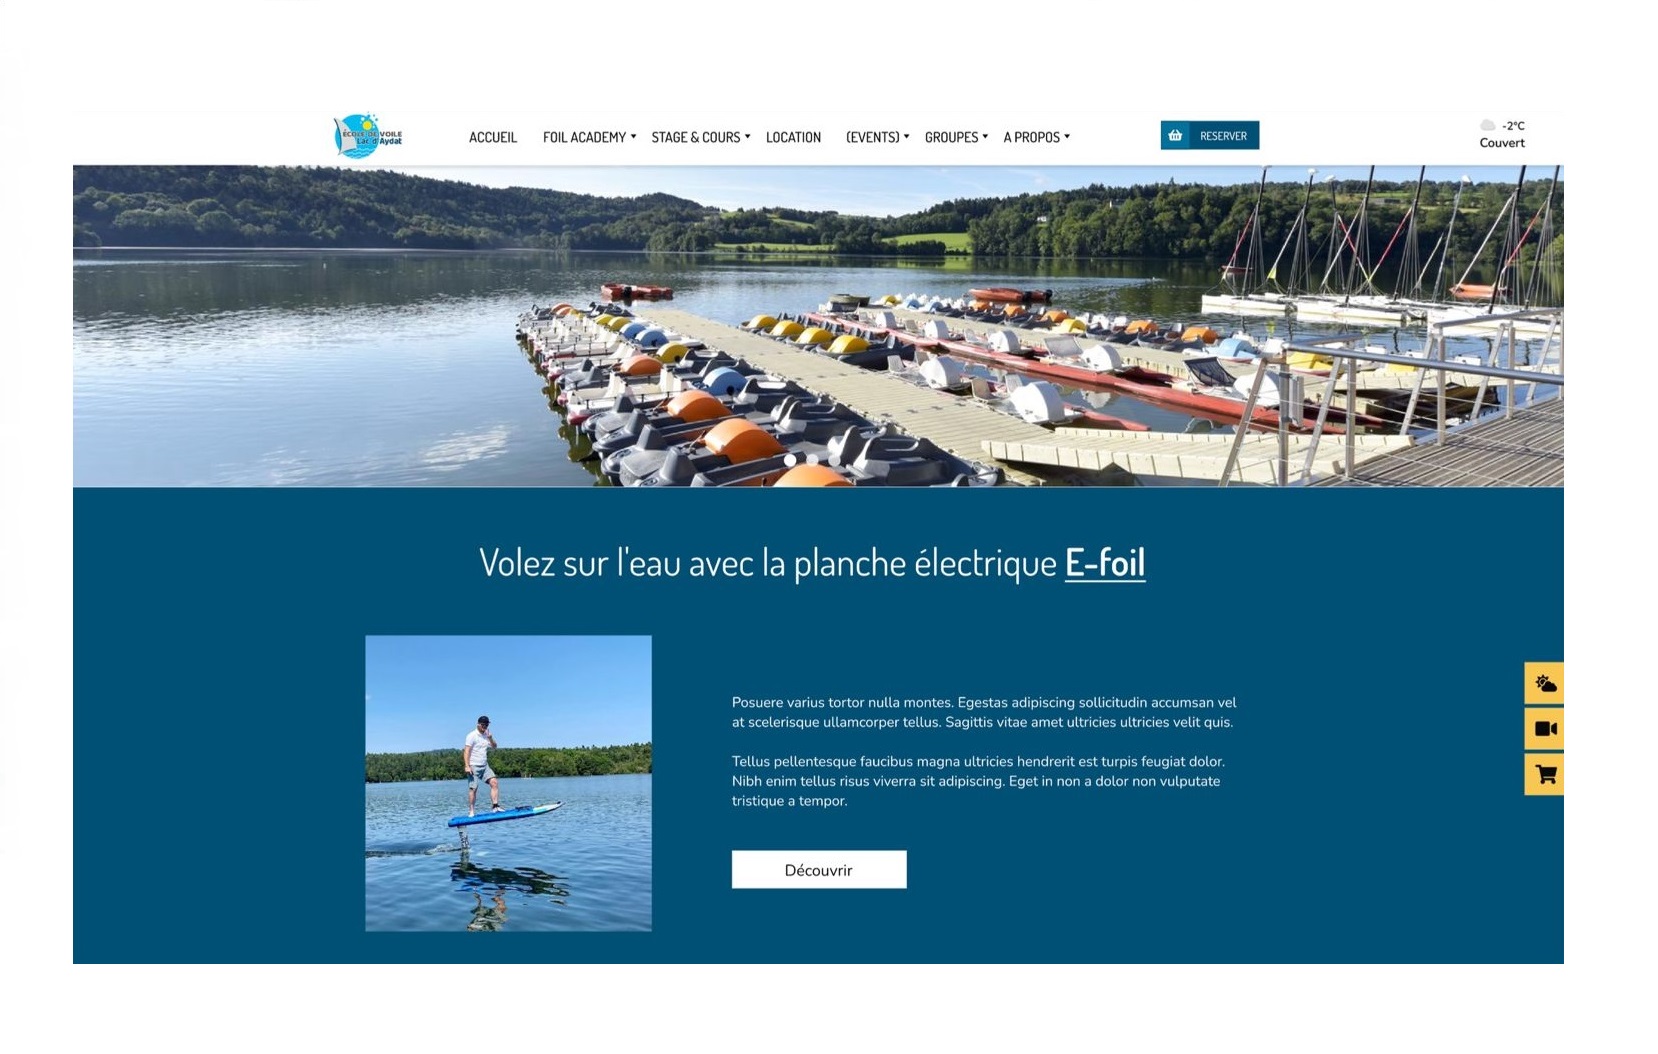 ÉCOLE DE VOILE
Lac d'Aydat
ACCUEIL FOIL ACADEMY STAGE & COURS LOCATION (EVENTS) GROUPES A PROPOS
RESERVER
-2°C
Couvert
Volez sur l'eau avec la planche électrique E-foil
Posuere varius tortor nulla montes. Egestas adipiscing sollicitudin accumsan vel
at scelerisque ullamcorper tellus. Sagittis vitae amet ultricies ultricies velit quis.
Tellus pellentesque faucibus magna ultricies hendrerit est turpis feugiat dolor.
Nibh enim tellus risus viverra sit adipiscing. Eget in non a dolor non vulputate
tristique a tempor.
Découvrir